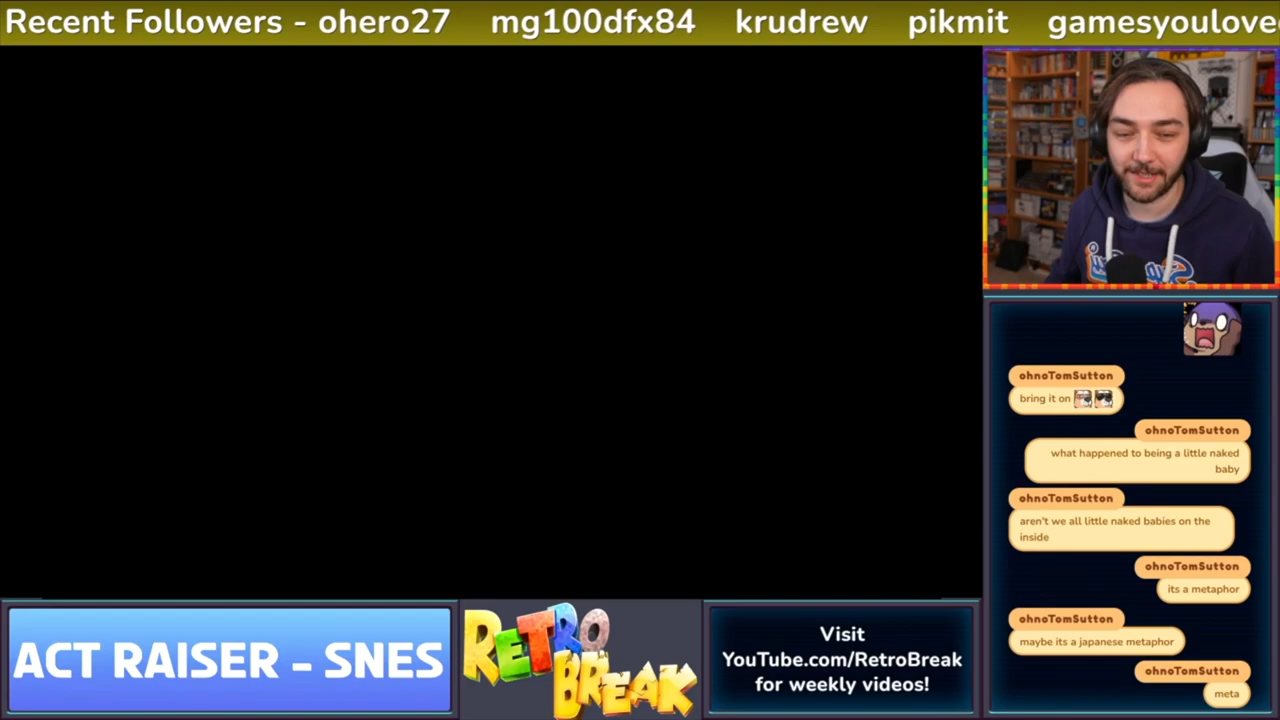 Recent Followers - ohero27 mg100dfx84 krudrew pikmit gamesyoulove
ohnoTomSutton
bring it on
ohnoTomSutton
what happened to being a little naked
baby
ohnoTomSutton
aren't we all little naked babies on the
inside
ohnoTomSutton
its a metaphor
ohnoTomSutton
maybe its a japanese metaphor
ohnoTomSutton
meta
ACT RAISER - SNES
RETRO
BREAK
Visit
YouTube.com/RetroBreak
for weekly videos!